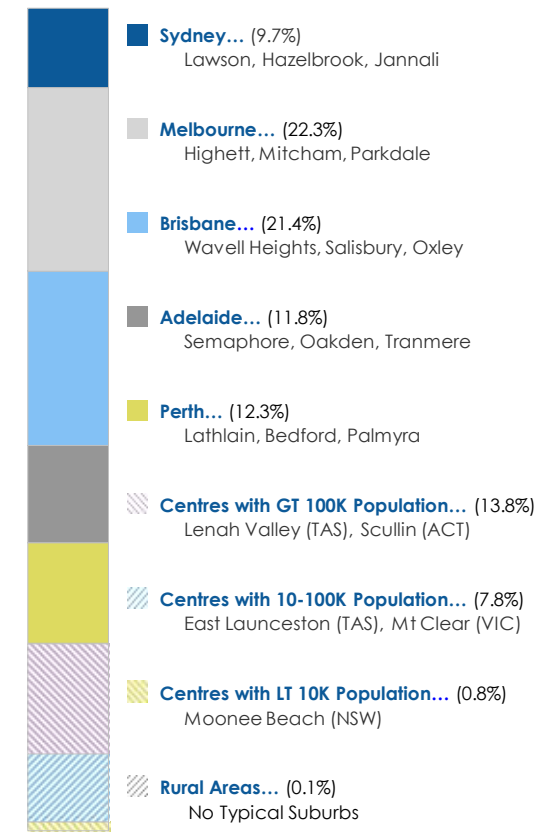 Sydney… (9.7%)
Lawson, Hazelbrook, Jannali
Melbourne… (22.3%)
Highett, Mitcham, Parkdale
Brisbane… (21.4%)
Wavell Heights, Salisbury, Oxley
Adelaide… (11.8%)
Semaphore, Oakden, Tranmere
Perth… (12.3%)
Lathlain, Bedford, Palmyra
Centres with GT 100K Population… (13.8%)
Lenah Valley (TAS), Scullin (ACT)
Centres with 10-100K Population… (7.8%)
East Launceston (TAS), Mt Clear (VIC)
Centres with LT 10K Population… (0.8%)
Moonee Beach (NSW)
Rural Areas… (0.1%)
No Typical Suburbs